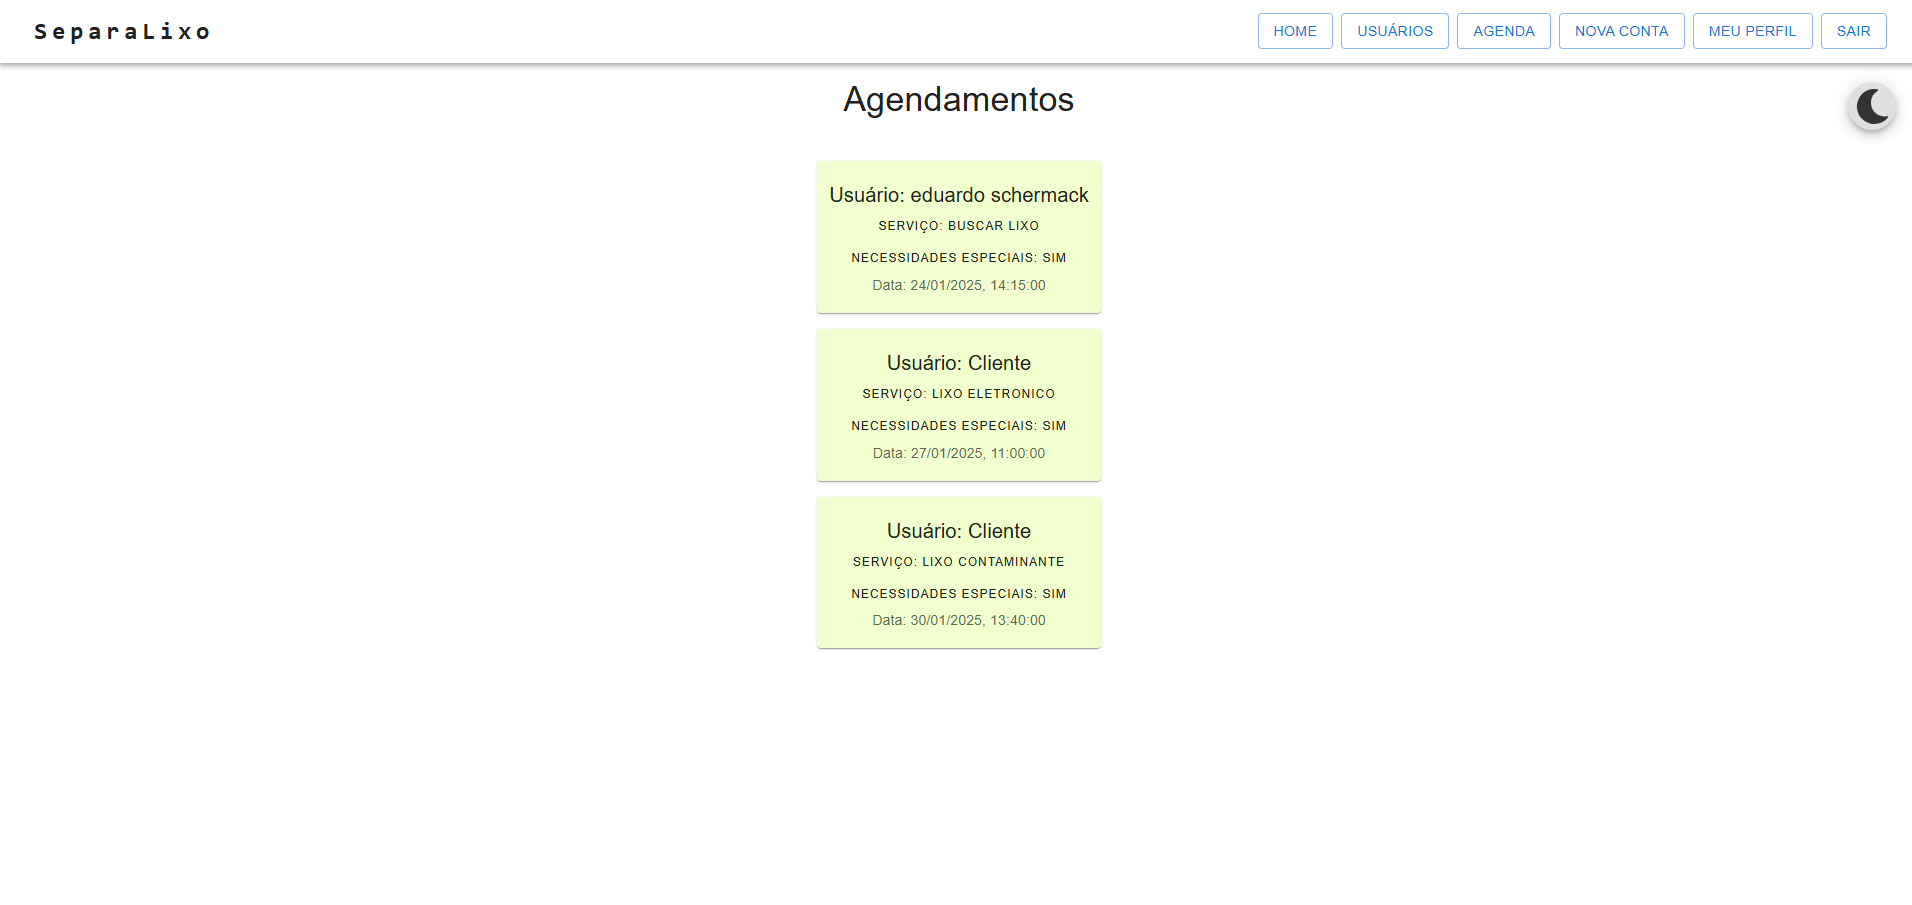 SeparaLixo
HOME USUÁRIOS AGENDA NOVA CONTA MEU PERFIL SAIR
Agendamentos
Usuário: eduardo schermack
SERVIÇO: BUSCAR LIXO
NECESSIDADES ESPECIAIS: SIM
Data: 24/01/2025, 14:15:00
Usuário: Cliente
SERVIÇO: LIXO ELETRONICO
NECESSIDADES ESPECIAIS: SIM
Data: 27/01/2025, 11:00:00
Usuário: Cliente
SERVIÇO: LIXO CONTAMINANTE
NECESSIDADES ESPECIAIS: SIM
Data: 30/01/2025, 13:40:00